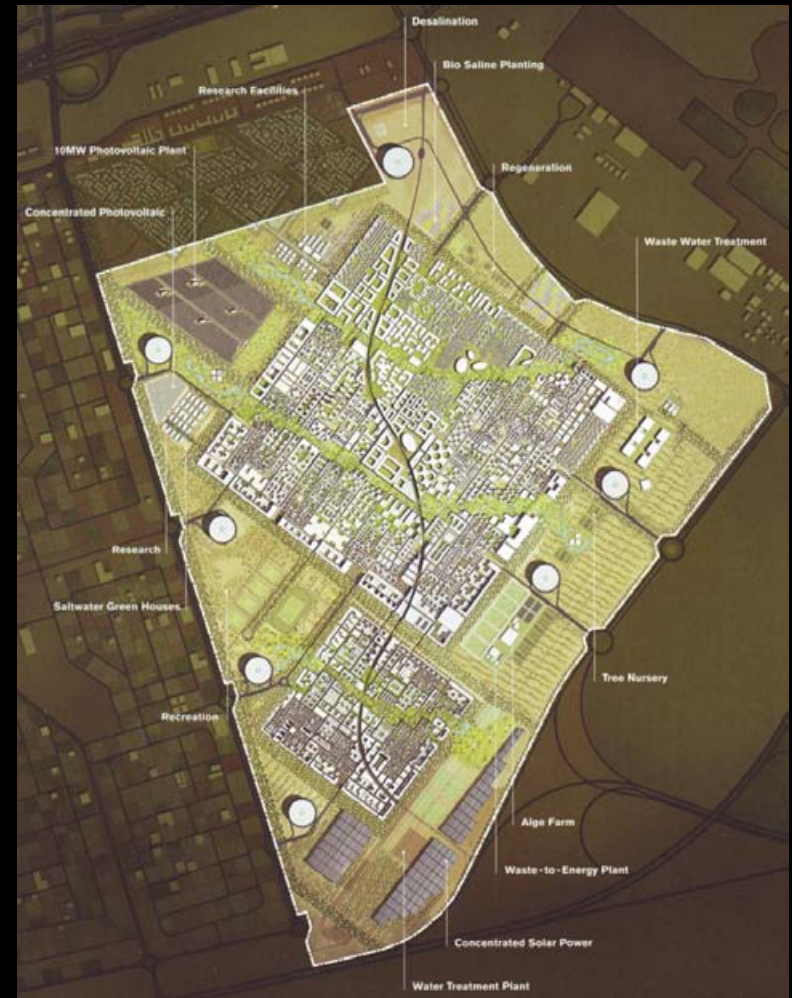 Desalination
Bio Saline Planting
Research Facilities
10MW Photovoltaic Plant
Regeneration
Concentrated Photovoltaic
Waste Water Treatment
Research
Saltwater Green Houses
Tree Nursery
Recreation
Alge Farm
Waste-to-Energy Plant
Concentrated Solar Power
Water Treatment Plant